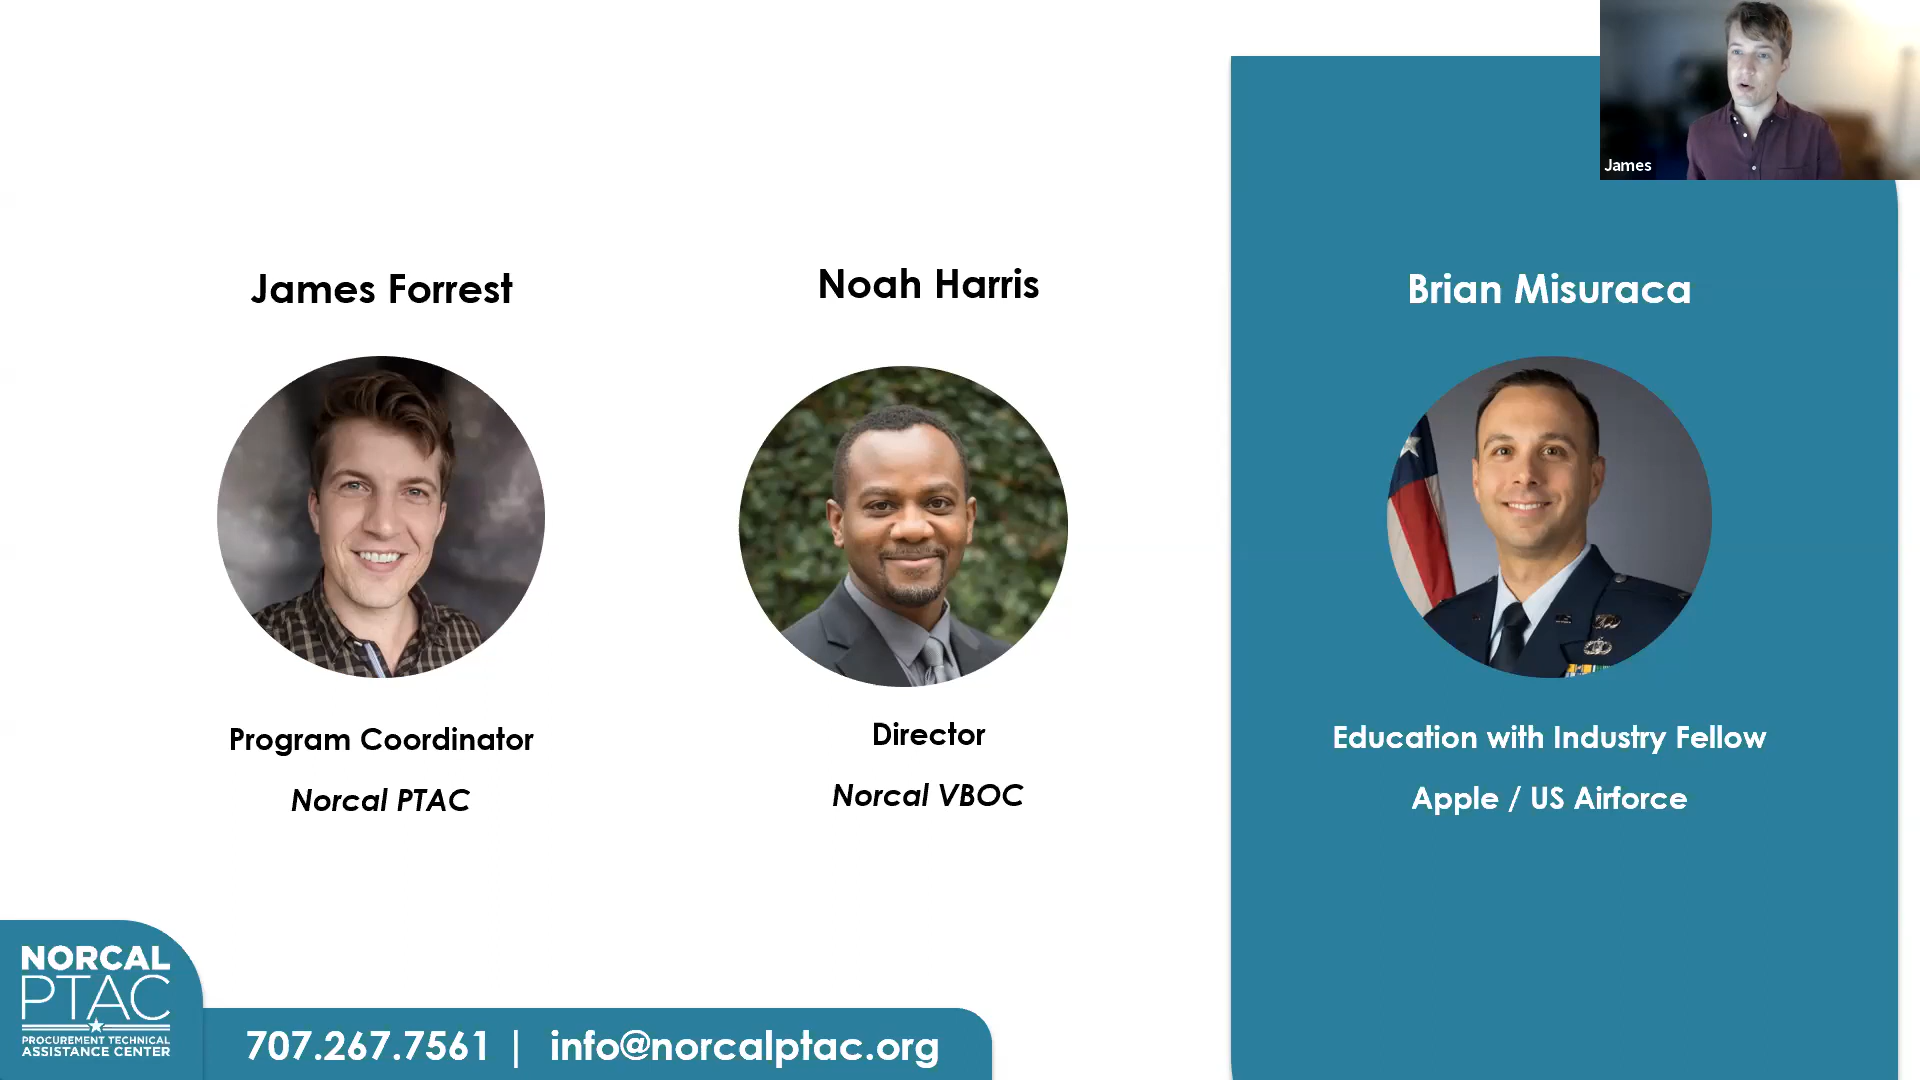 James
James Forrest
Noah Harris
Brian Misuraca
Program Coordinator
Norcal PTAC
Director
Norcal VBOC
Education with Industry Fellow
Apple / US Airforce
NORCAL
PTAC
PROCUREMENT TECHNICAL
ASSISTANCE CENTER
707.267.7561 | info@norcalptac.org